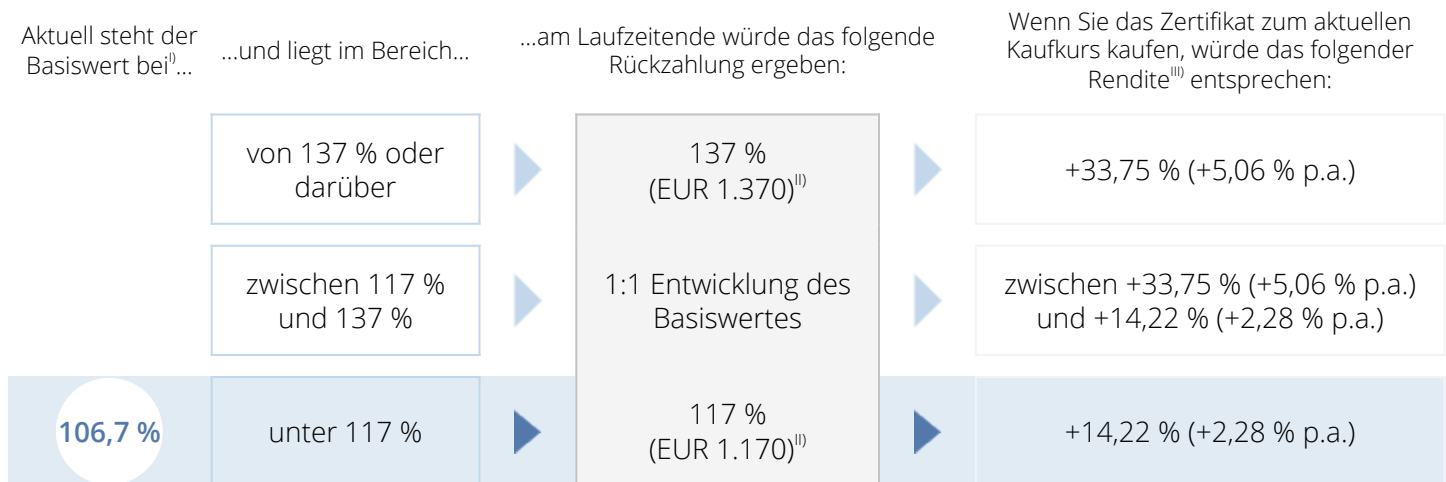 Aktuell steht der
Basiswert bei^I)...
...und liegt im Bereich...
...am Laufzeitende würde das folgende
Rückzahlung ergeben:
Wenn Sie das Zertifikat zum aktuellen
Kaufkurs kaufen, würde das folgender
Rendite^III) entsprechen:
von 137 % oder
darüber
137 %
(EUR 1.370)^II)
+33,75 % (+5,06 % p.a.)
zwischen 117 %
und 137 %
1:1 Entwicklung des
Basiswertes
zwischen +33,75 % (+5,06 % p.a.)
und +14,22 % (+2,28 % p.a.)
106,7 %
unter 117 %
117 %
(EUR 1.170)^II)
+14,22 % (+2,28 % p.a.)